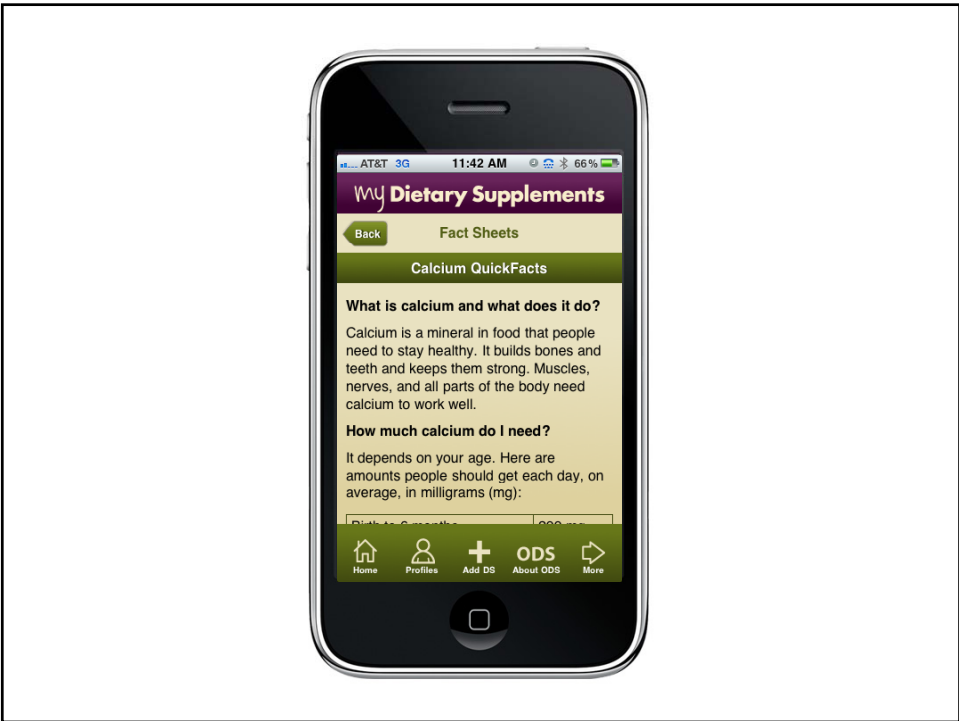 AT&T 3G 11:42 AM 66%
My Dietary Supplements
Back Fact Sheets
Calcium QuickFacts
What is calcium and what does it do?
Calcium is a mineral in food that people
need to stay healthy. It builds bones and
teeth and keeps them strong. Muscles,
nerves, and all parts of the body need
calcium to work well.
How much calcium do I need?
It depends on your age. Here are
amounts people should get each day, on
average, in milligrams (mg):
Birth to 6 months
ODS
Home Profiles Add DS About ODS More